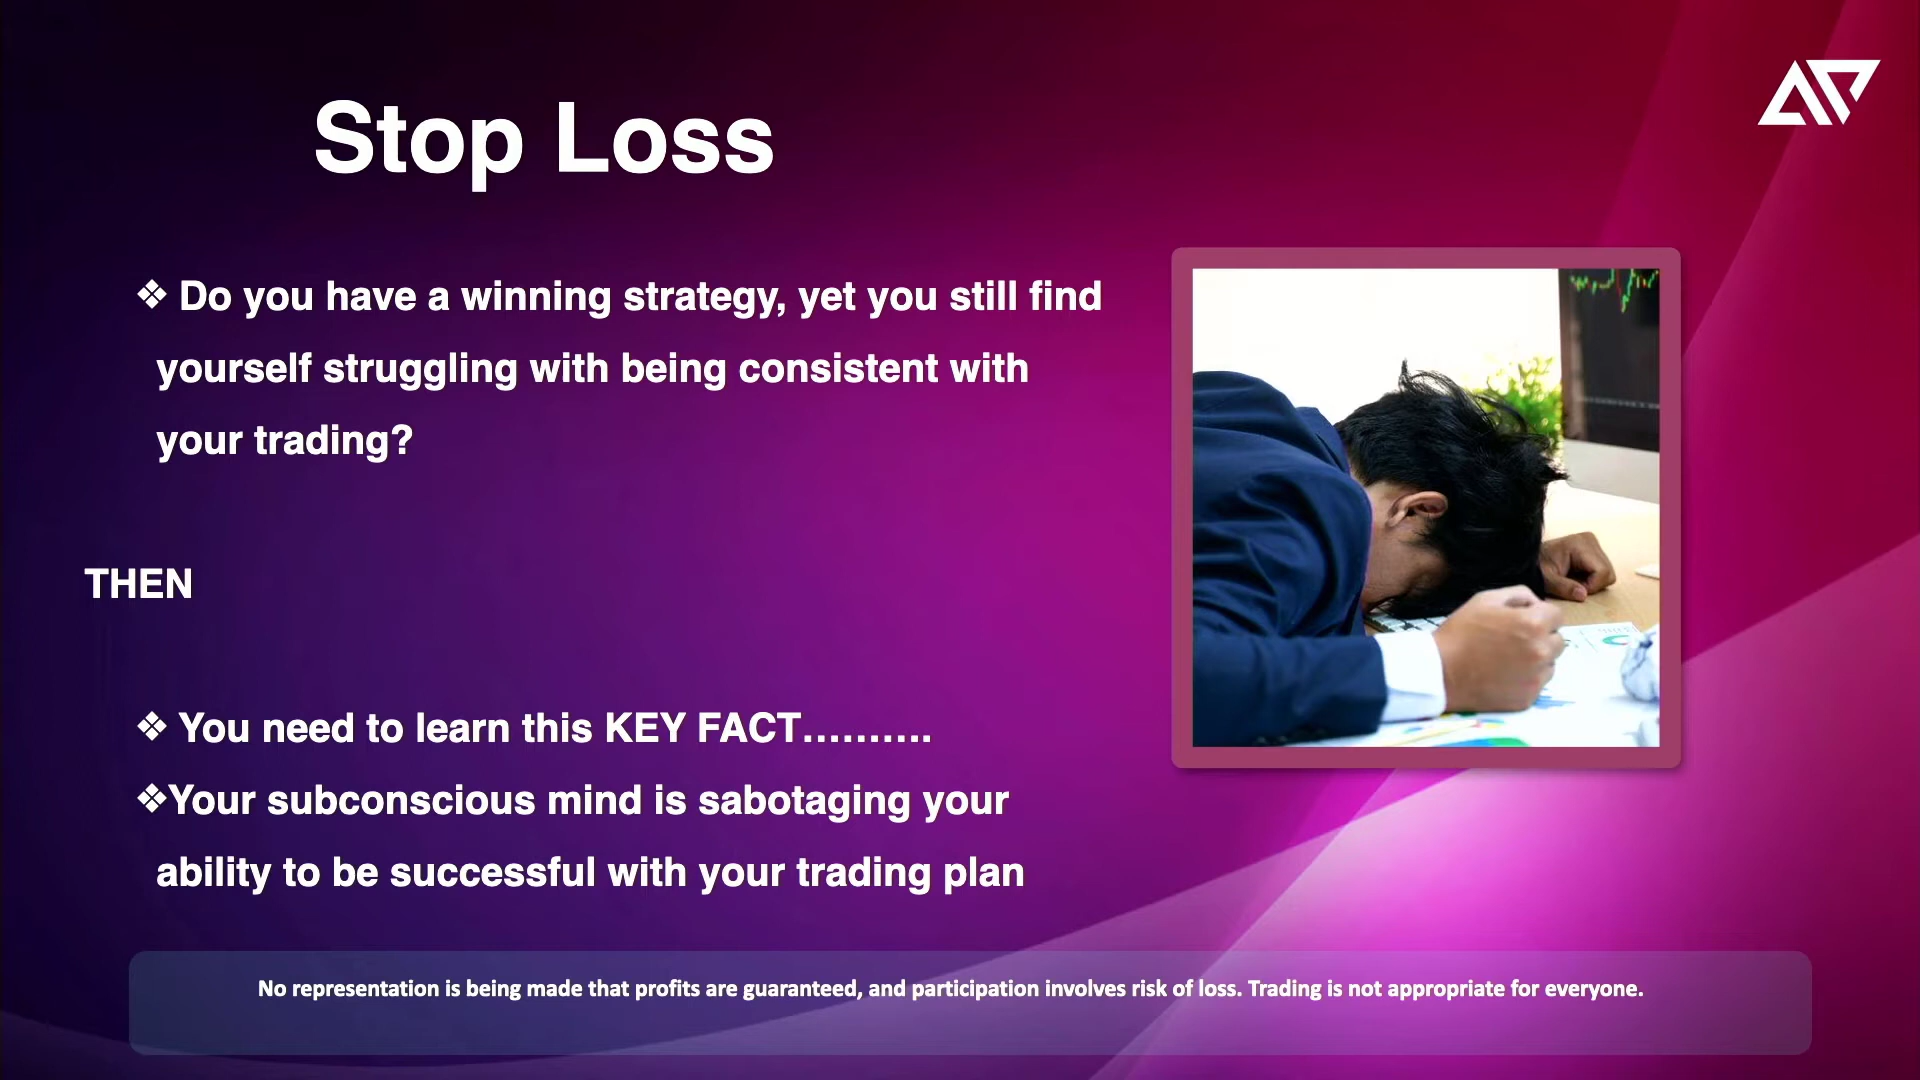 Stop Loss
❖ Do you have a winning strategy, yet you still find
yourself struggling with being consistent with
your trading?
THEN
❖ You need to learn this KEY FACT……….
❖Your subconscious mind is sabotaging your
ability to be successful with your trading plan
No representation is being made that profits are guaranteed, and participation involves risk of loss. Trading is not appropriate for everyone.